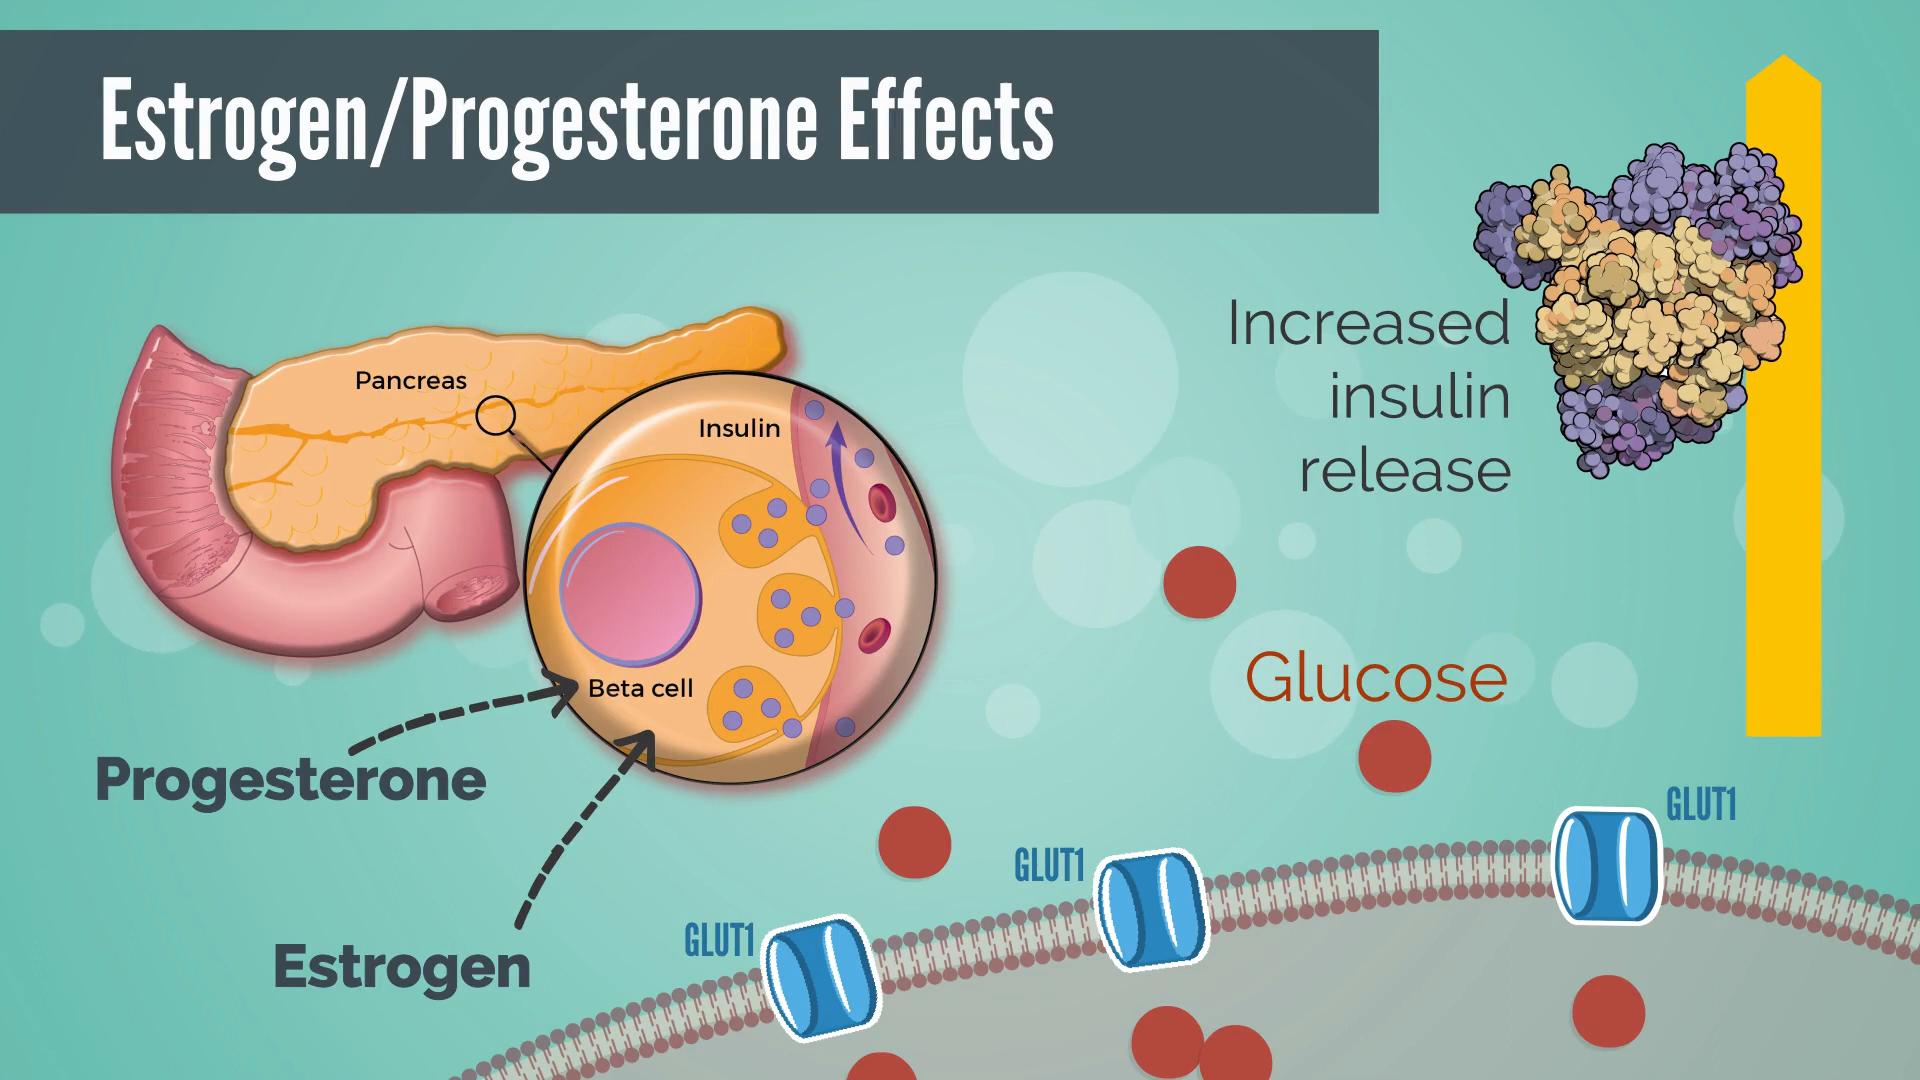 Estrogen/Progesterone Effects
Pancreas
Insulin
Beta cell
Progesterone
Estrogen
Increased
insulin
release
Glucose
GLUT1
GLUT1
GLUT1